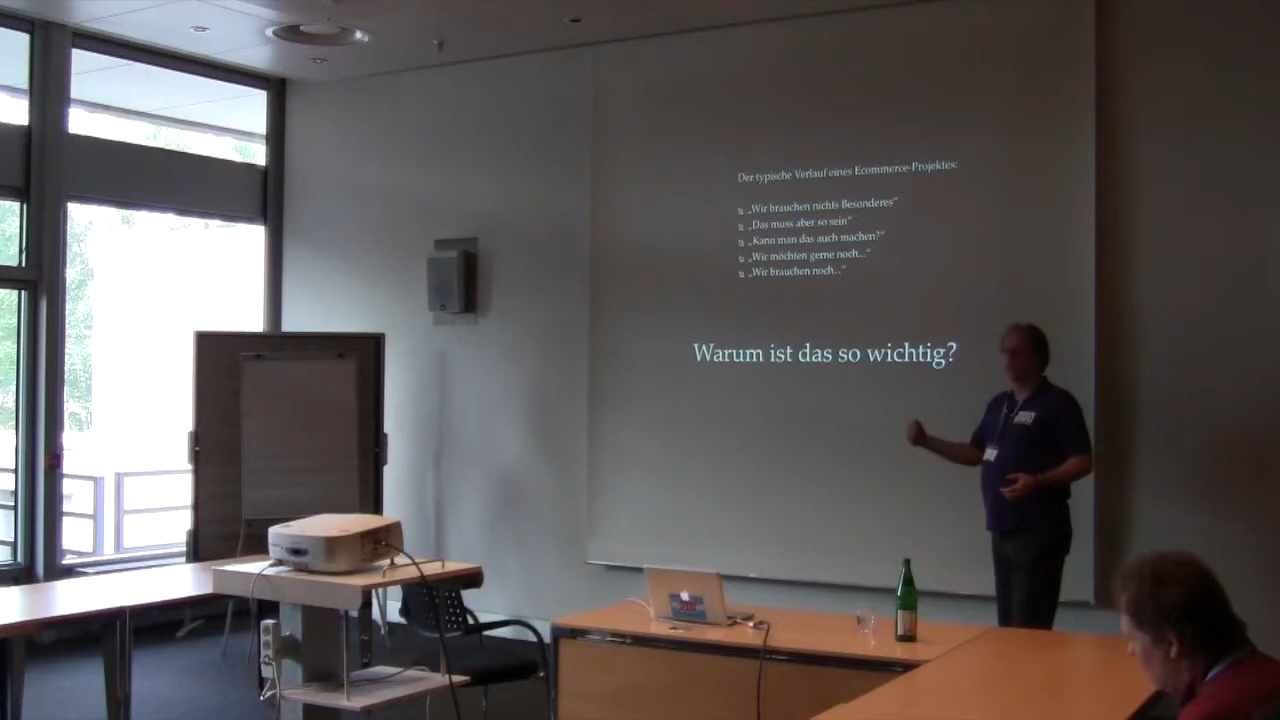 Der typische Verlauf eines Ecommerce-Projektes:
„Wir brauchen nichts Besonderes“
„Das muss aber so sein“
„Kann man das auch machen?“
„Wir möchten gerne noch...“
„Wir brauchen noch...“
Warum ist das so wichtig?